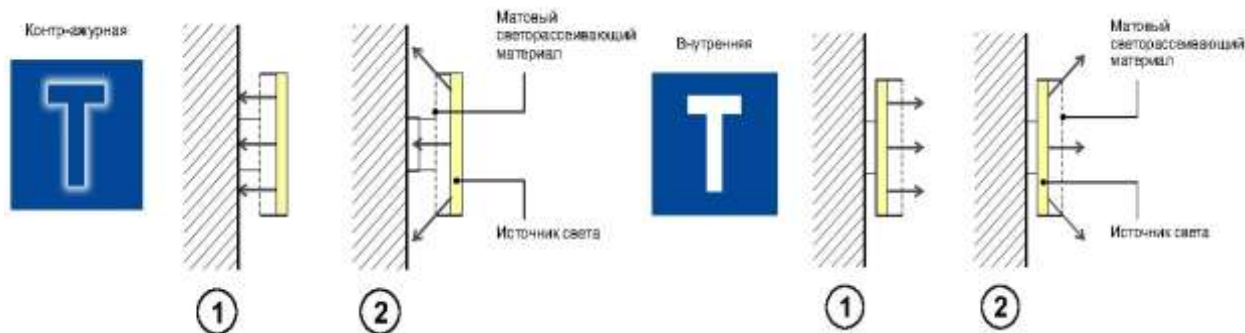 Контр-ажурная
T
Матовый
светорассеивающий
материал
Источник света
1
2
Внутренняя
T
Матовый
светорассеивающий
материал
Источник света
1
2